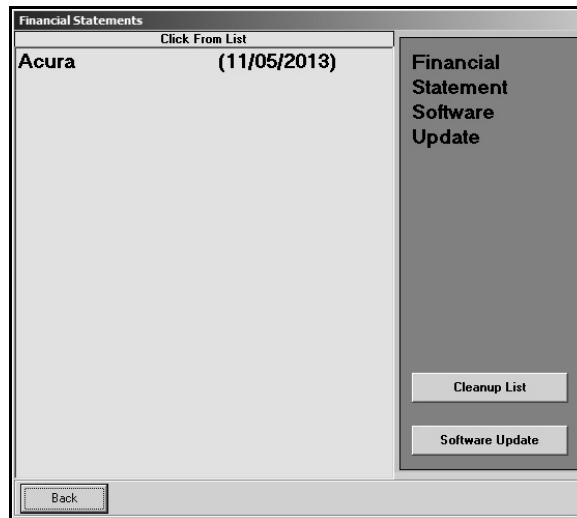 Financial Statements
Click From List
Acura (11/05/2013)
Financial
Statement
Software
Update
Cleanup List
Software Update
Back